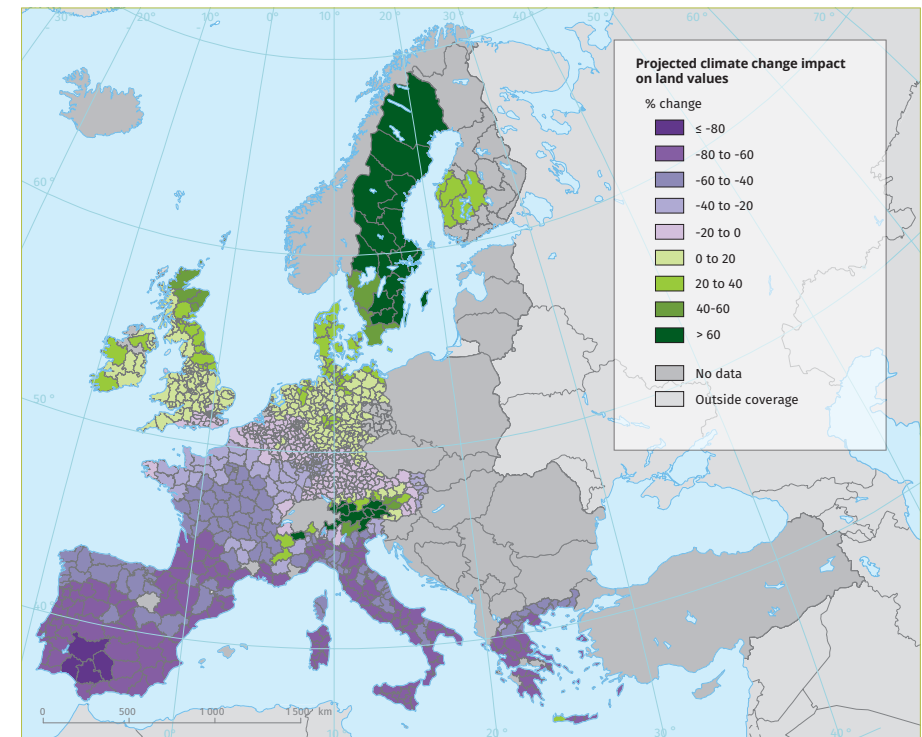 30° 20° 10° 0° 10° 20° 30° 40° 50° 60° 70°
Projected climate change impact
on land values
% change
≤ -80
-80 to -60
-60 to -40
-40 to -20
-20 to 0
0 to 20
20 to 40
40-60
> 60
No data
Outside coverage
60°
50°
40°
0 500 1 000 1 500 km
0° 10° 20° 30° 40°